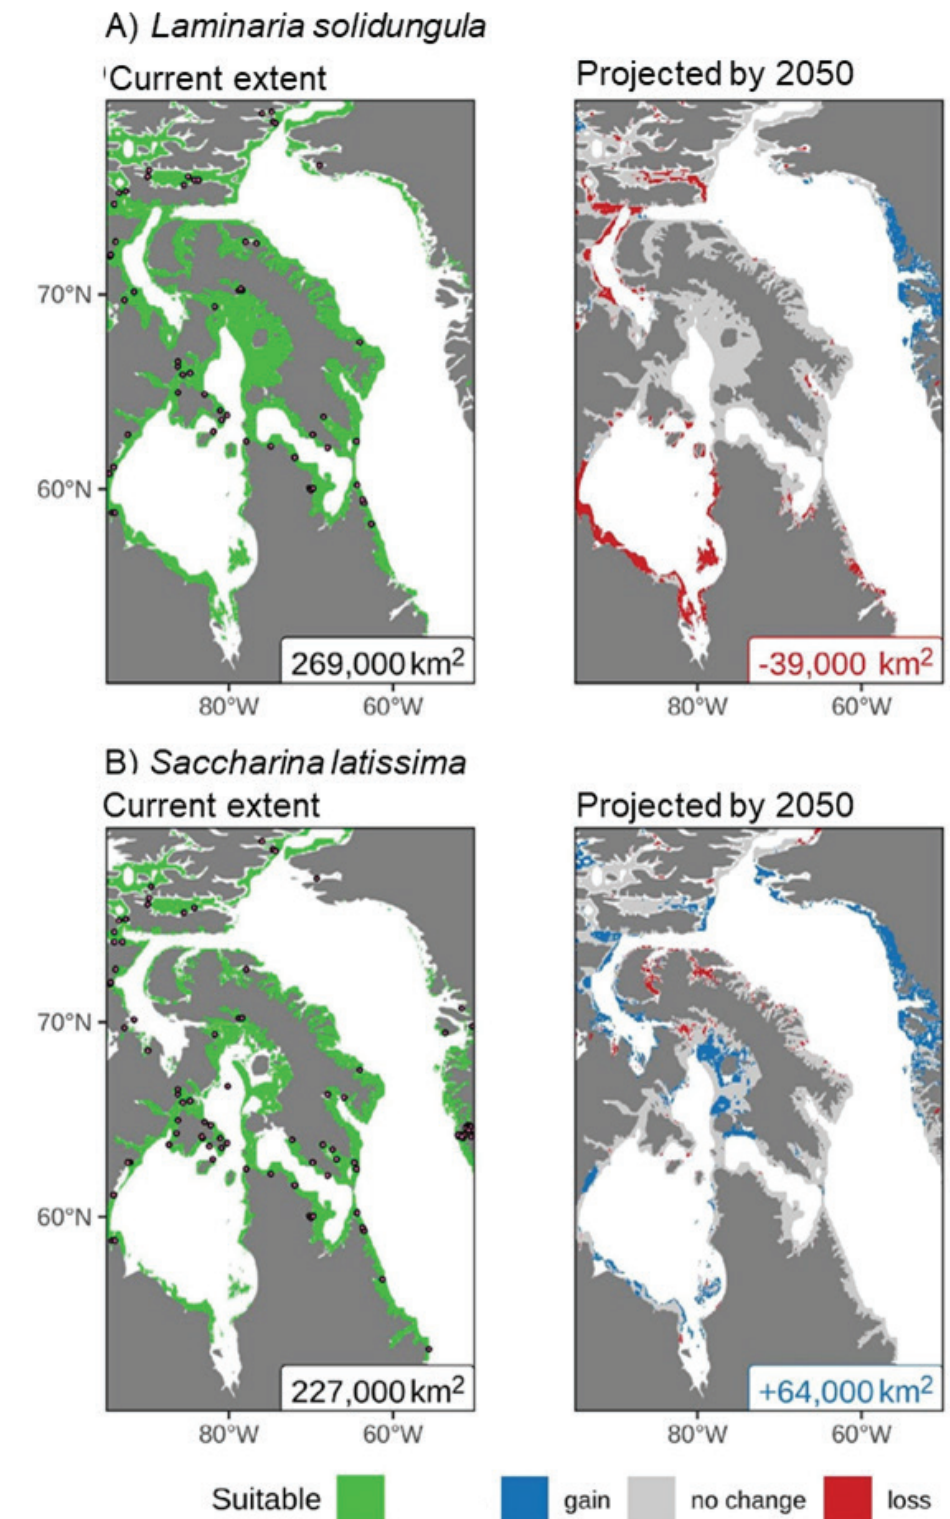 A) Laminaria solidungula
Current extent
Projected by 2050
70°N
60°N
269,000 km²
-39,000 km²
80°W
60°W
80°W
60°W
B) Saccharina latissima
Current extent
Projected by 2050
70°N
60°N
227,000 km²
+64,000 km²
80°W
60°W
80°W
60°W
Suitable
gain
no change
loss